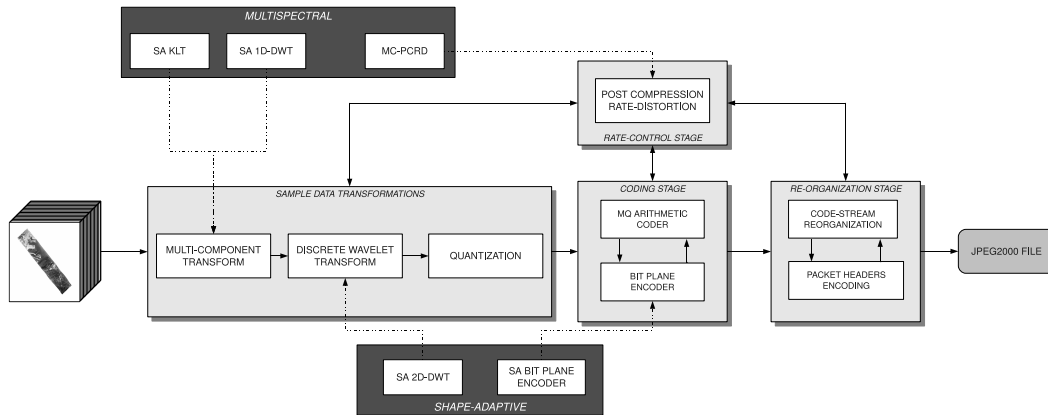 MULTISPECTRAL
SA KLT
SA 1D-DWT
MC-PCRD
POST COMPRESSION
RATE-DISTORTION
RATE-CONTROL STAGE
SAMPLE DATA TRANSFORMATIONS
MULTI-COMPONENT
TRANSFORM
DISCRETE WAVELET
TRANSFORM
QUANTIZATION
CODING STAGE
MQ ARITHMETIC
CODER
BIT PLANE
ENCODER
RE-ORGANIZATION STAGE
CODE-STREAM
REORGANIZATION
PACKET HEADERS
ENCODING
JPEG2000 FILE
SA 2D-DWT
SA BIT PLANE
ENCODER
SHAPE-ADAPTIVE